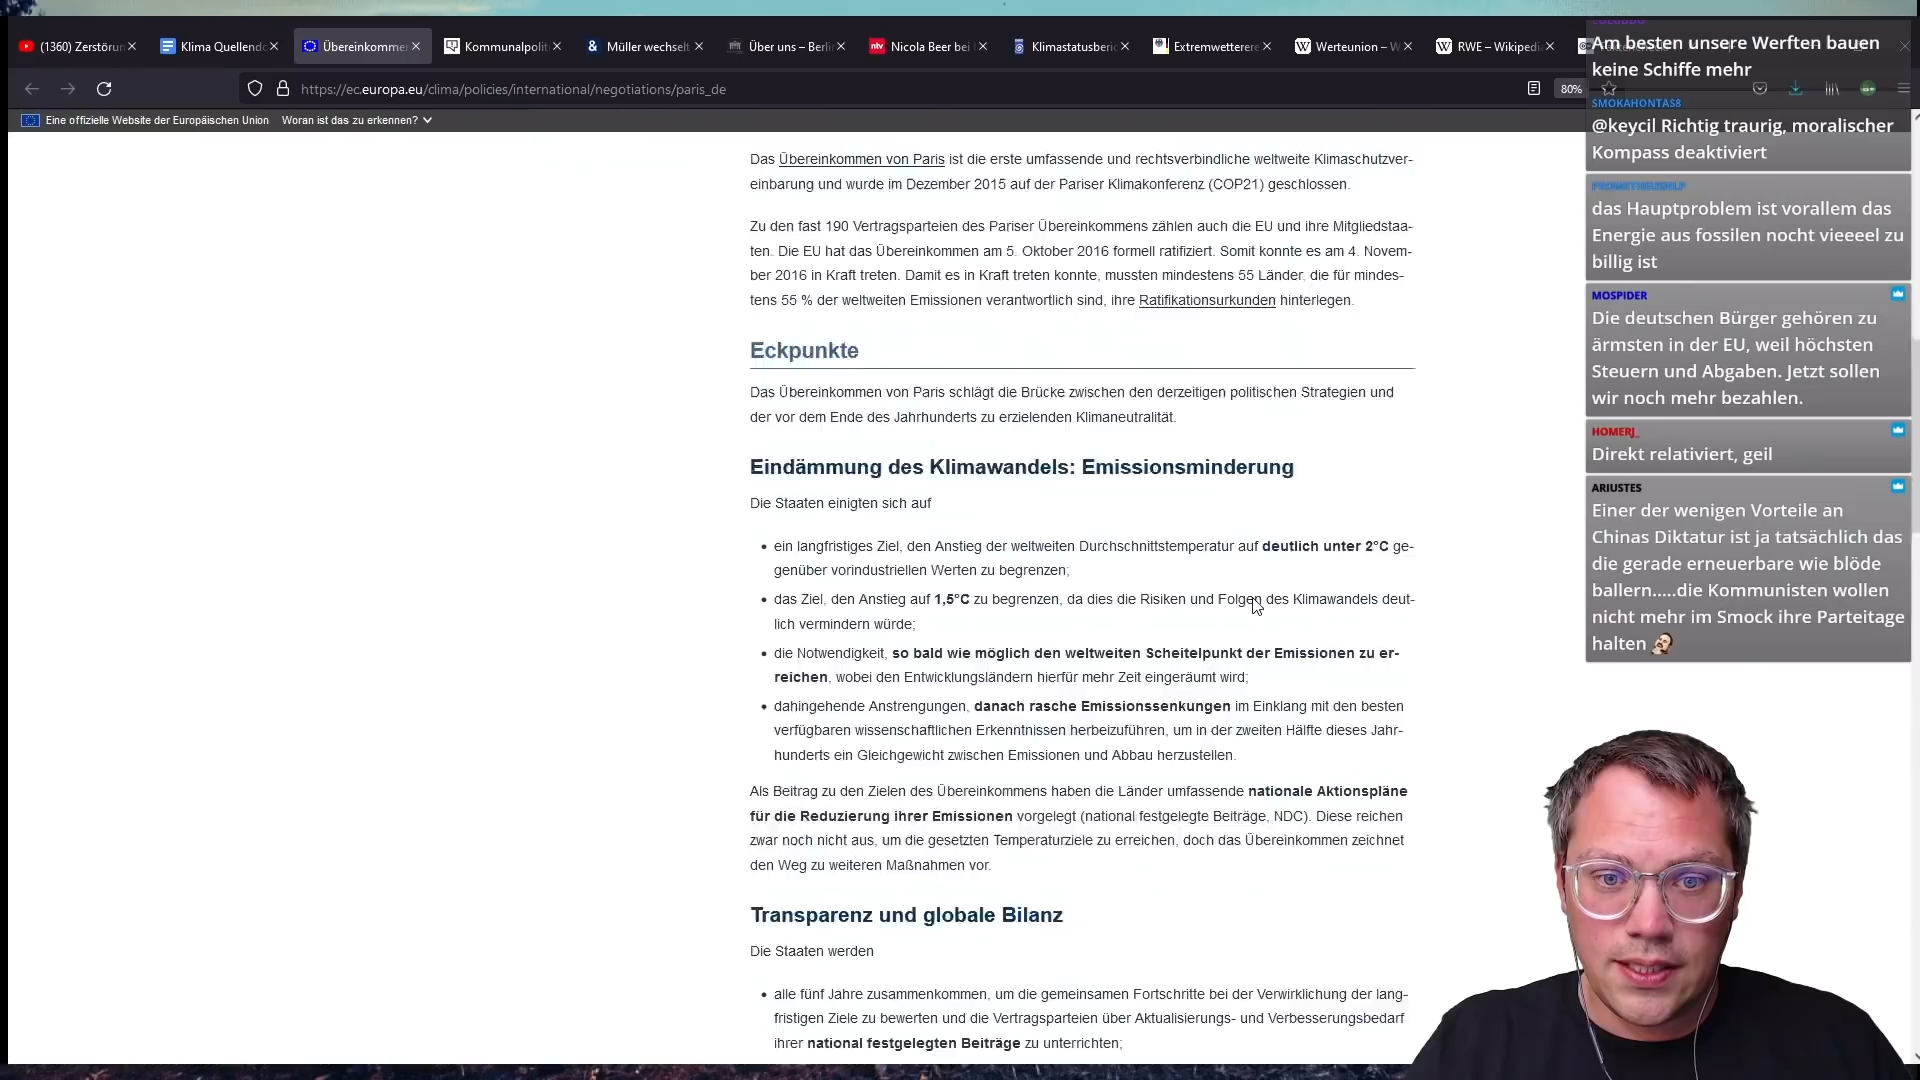 (1360) Zerstörun
Klima Quellendo
Übereinkomme
Kommunalpoliti
Müller wechselt
Über uns – Berli
Nicola Beer bei
Klimastatusberic
Extremwetterere
Werteunion – W
RWE – Wikipedi
https://ec.europa.eu/clima/policies/international/negotiations/paris_de
80%
Eine offizielle Website der Europäischen Union Woran ist das zu erkennen?
Das Übereinkommen von Paris ist die erste umfassende und rechtsverbindliche weltweite Klimaschutzver-
einbarung und wurde im Dezember 2015 auf der Pariser Klimakonferenz (COP21) geschlossen.
Zu den fast 190 Vertragsparteien des Pariser Übereinkommens zählen auch die EU und ihre Mitgliedstaa-
ten. Die EU hat das Übereinkommen am 5. Oktober 2016 formell ratifiziert. Somit konnte es am 4. Novem-
ber 2016 in Kraft treten. Damit es in Kraft treten konnte, mussten mindestens 55 Länder, die für mindes-
tens 55 % der weltweiten Emissionen verantwortlich sind, ihre Ratifikationsurkunden hinterlegen.
Eckpunkte
Das Übereinkommen von Paris schlägt die Brücke zwischen den derzeitigen politischen Strategien und
der vor dem Ende des Jahrhunderts zu erzielenden Klimaneutralität.
Eindämmung des Klimawandels: Emissionsminderung
Die Staaten einigten sich auf
• ein langfristiges Ziel, den Anstieg der weltweiten Durchschnittstemperatur auf deutlich unter 2°C ge-
genüber vorindustriellen Werten zu begrenzen;
• das Ziel, den Anstieg auf 1,5°C zu begrenzen, da dies die Risiken und Folgen des Klimawandels deut-
lich vermindern würde;
• die Notwendigkeit, so bald wie möglich den weltweiten Scheitelpunkt der Emissionen zu er-
reichen, wobei den Entwicklungsländern hierfür mehr Zeit eingeräumt wird;
• dahingehende Anstrengungen, danach rasche Emissionssenkungen im Einklang mit den besten
verfügbaren wissenschaftlichen Erkenntnissen herbeizuführen, um in der zweiten Hälfte dieses Jahr-
hunderts ein Gleichgewicht zwischen Emissionen und Abbau herzustellen.
Als Beitrag zu den Zielen des Übereinkommens haben die Länder umfassende nationale Aktionspläne
für die Reduzierung ihrer Emissionen vorgelegt (national festgelegte Beiträge, NDC). Diese reichen
zwar noch nicht aus, um die gesetzten Temperaturziele zu erreichen, doch das Übereinkommen zeichnet
den Weg zu weiteren Maßnahmen vor.
Transparenz und globale Bilanz
Die Staaten werden
• alle fünf Jahre zusammenkommen, um die gemeinsamen Fortschritte bei der Verwirklichung der lang-
fristigen Ziele zu bewerten und die Vertragsparteien über Aktualisierungs- und Verbesserungsbedarf
ihrer national festgelegten Beiträge zu unterrichten;
Am besten unsere Werften bauen
keine Schiffe mehr
SMOKAHONTAS8
@keycil Richtig traurig, moralischer
Kompass deaktiviert
das Hauptproblem ist vorallem das
Energie aus fossilen nocht vieeeel zu
billig ist
MOSPIDER
Die deutschen Bürger gehören zu
ärmsten in der EU, weil höchsten
Steuern und Abgaben. Jetzt sollen
wir noch mehr bezahlen.
HOMERJ_
Direkt relativiert, geil
ARIUSTES
Einer der wenigen Vorteile an
Chinas Diktatur ist ja tatsächlich das
die gerade erneuerbare wie blöde
ballern.....die Kommunisten wollen
nicht mehr im Smock ihre Parteitage
halten